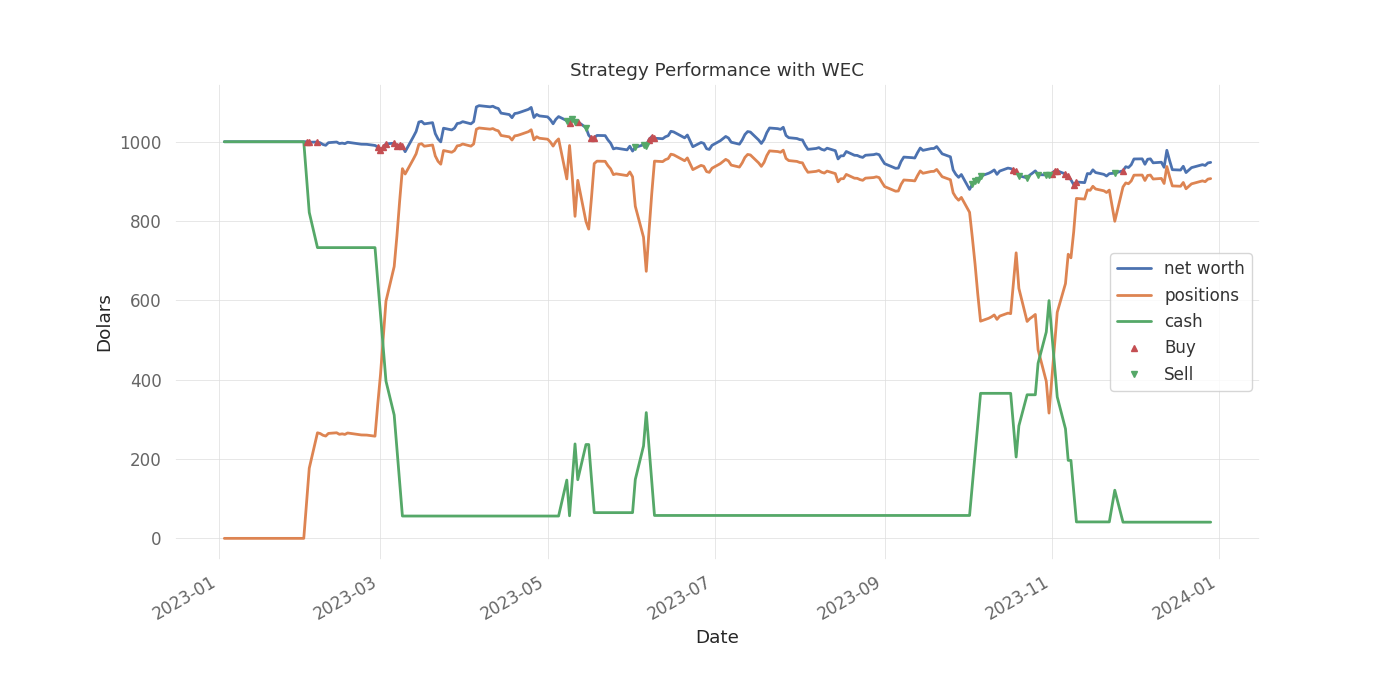 Strategy Performance with WEC
Dolars
1000
800
600
400
200
0
net worth
positions
cash
Buy
Sell
2023-01
2023-03
2023-05
2023-07
2023-09
2023-11
2024-01
Date